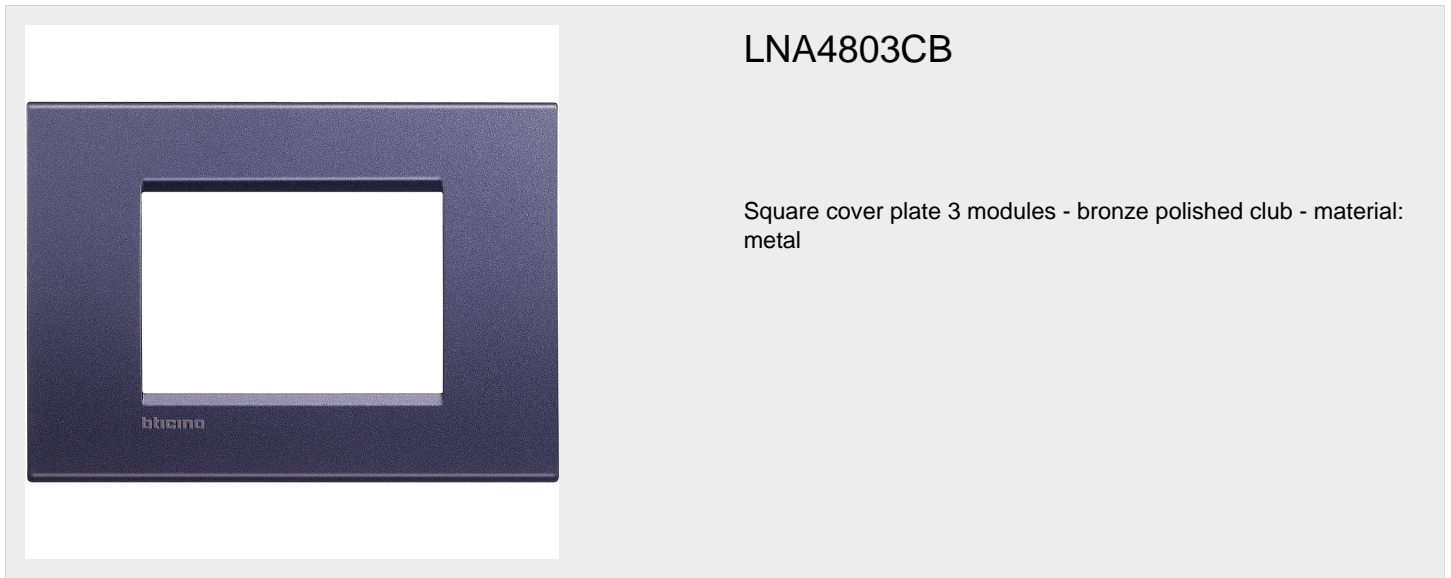 LNA4803CB
Square cover plate 3 modules - bronze polished club - material:
metal
bticino